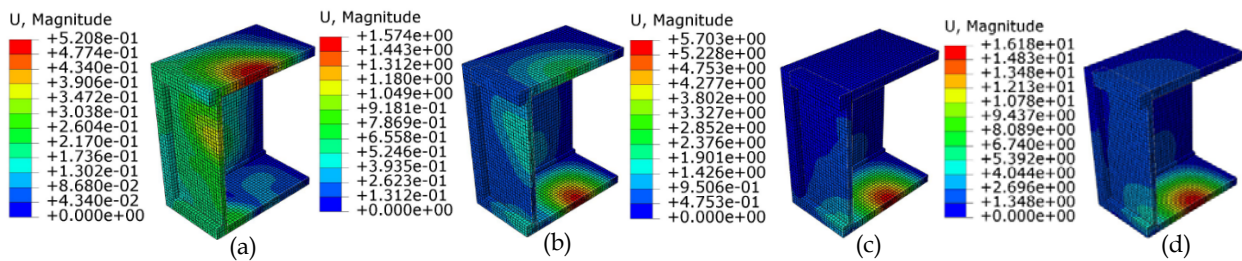 U, Magnitude
+5.208e-01
+4.774e-01
+4.340e-01
+3.906e-01
+3.472e-01
+3.038e-01
+2.604e-01
+2.170e-01
+1.736e-01
+1.302e-01
+8.680e-02
+4.340e-02
+0.000e+00
(a)
U, Magnitude
+1.574e+00
+1.443e+00
+1.312e+00
+1.180e+00
+1.049e+00
+9.181e-01
+7.869e-01
+6.558e-01
+5.246e-01
+3.935e-01
+2.623e-01
+1.312e-01
+0.000e+00
(b)
U, Magnitude
+5.703e+00
+5.228e+00
+4.753e+00
+4.277e+00
+3.802e+00
+3.327e+00
+2.852e+00
+2.376e+00
+1.901e+00
+1.426e+00
+9.506e-01
+4.753e-01
+0.000e+00
(c)
U, Magnitude
+1.618e+01
+1.483e+01
+1.348e+01
+1.213e+01
+1.078e+01
+9.437e+00
+8.089e+00
+6.740e+00
+5.392e+00
+4.044e+00
+2.696e+00
+1.348e+00
+0.000e+00
(d)